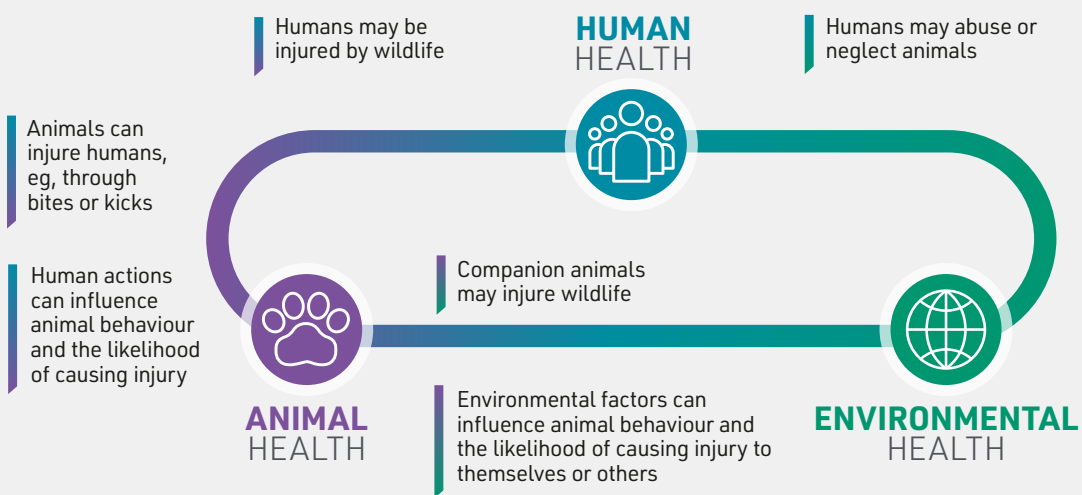 Humans may be
injured by wildlife
HUMAN
HEALTH
Humans may abuse or
neglect animals
Animals can
injure humans,
eg, through
bites or kicks
Human actions
can influence
animal behaviour
and the likelihood
of causing injury
Companion animals
may injure wildlife
ANIMAL
HEALTH
Environmental factors can
influence animal behaviour and
the likelihood of causing injury to
themselves or others
ENVIRONMENTAL
HEALTH